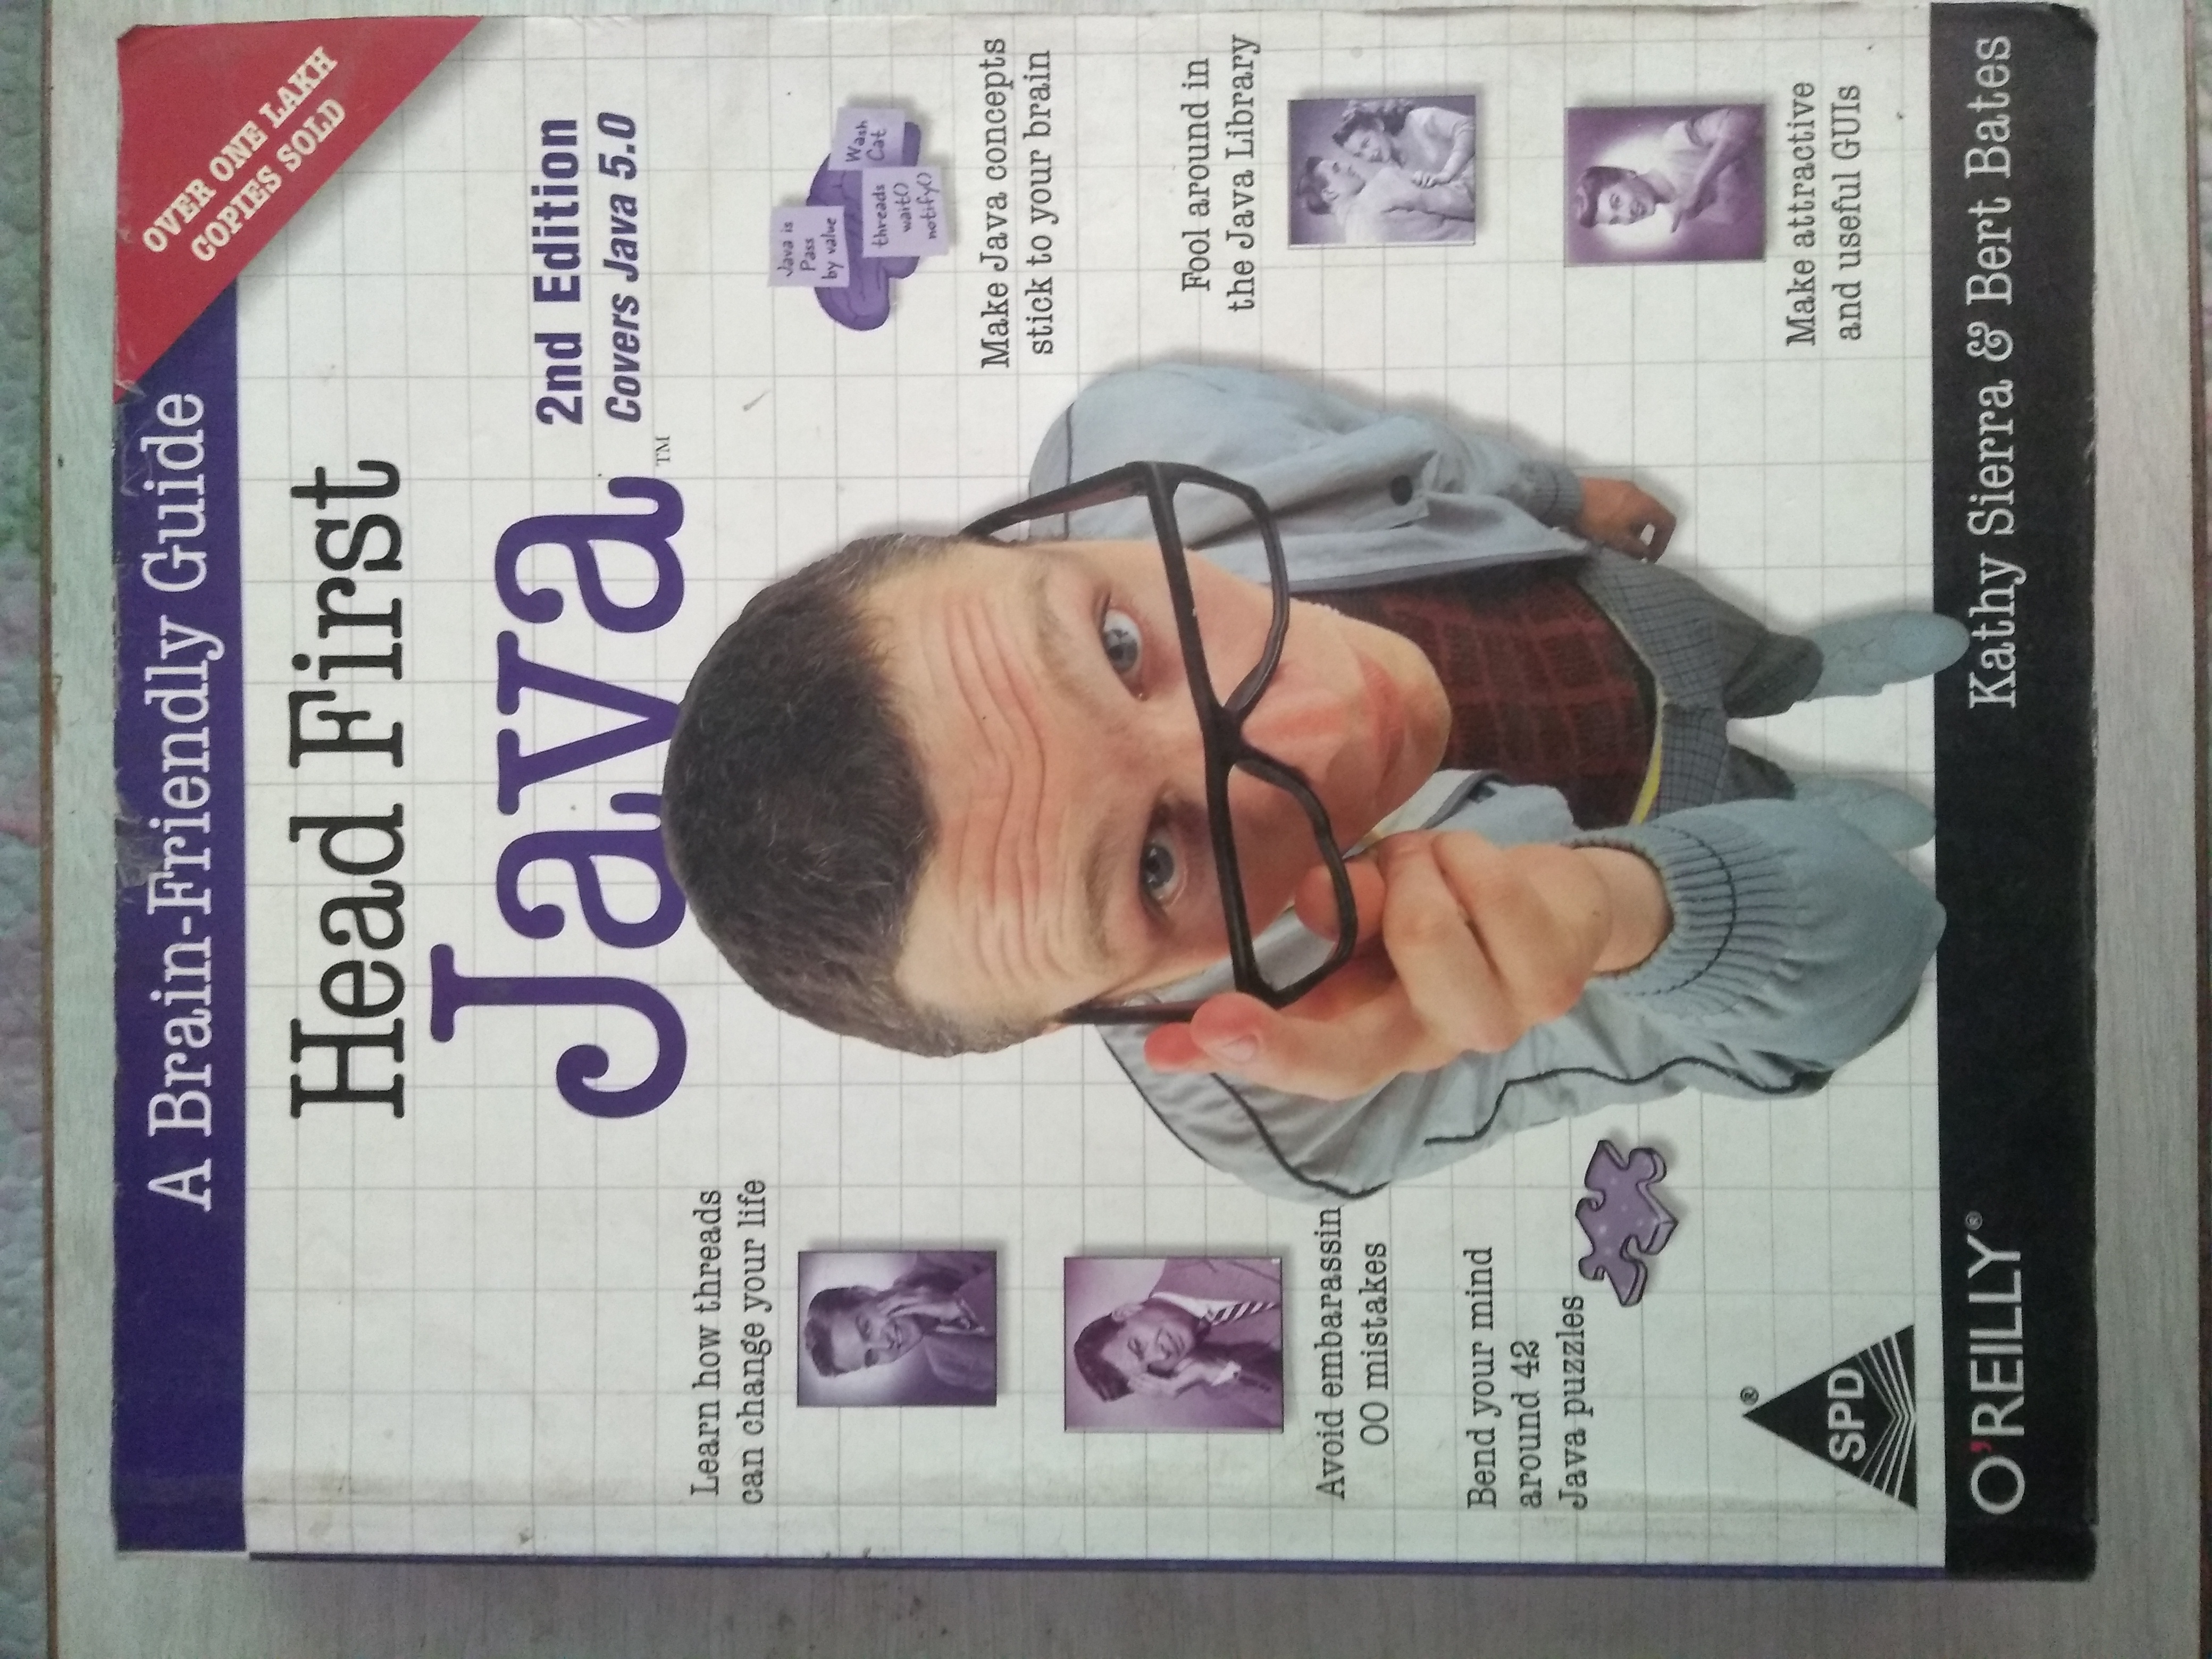 A Brain-Friendly Guide
OVER ONE LAKH
COPIES SOLD
Head First
Java
TM
2nd Edition
Covers Java 5.0
Learn how threads
can change your life
Java is
Pass
by value
Wash
Cat
threads
wait()
notify()
Make Java concepts
stick to your brain
Fool around in
the Java Library
Avoid embarassin
OO mistakes
Bend your mind
around 42
Java puzzles
Make attractive
and useful GUIs
®
SPD
O'REILLY®
Kathy Sierra & Bert Bates